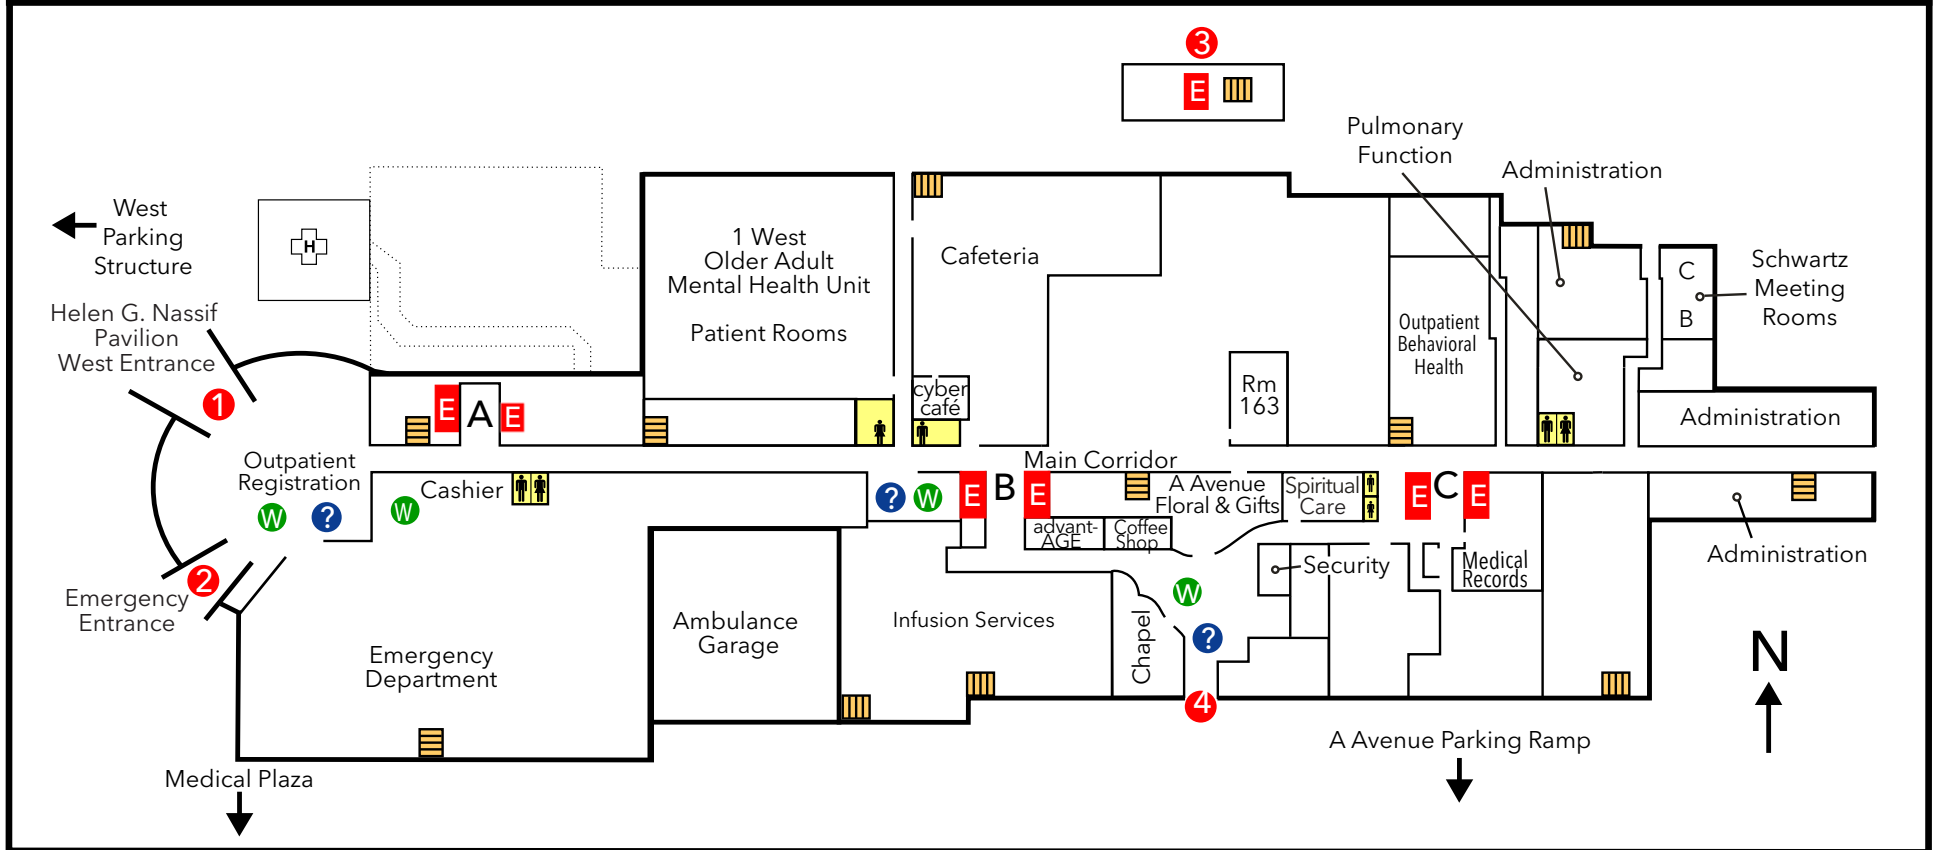 3
E
Pulmonary
Function
Administration
West
Parking
Structure
H
1 West
Older Adult
Mental Health Unit
Patient Rooms
Cafeteria
C
B
Schwartz
Meeting
Rooms
Helen G. Nassif
Pavilion
West Entrance
1
Outpatient
Behavioral
Health
E
A
E
cyber
café
Rm
163
Administration
Outpatient
Registration
W
?
Cashier
W
?
W
E
B
E
Main Corridor
A Avenue
Floral & Gifts
Spiritual
Care
E
C
E
advant-
AGE
Coffee
Shop
Administration
2
Emergency
Entrance
Security
Medical
Records
W
?
Chapel
Infusion Services
Ambulance
Garage
Emergency
Department
4
N
A Avenue Parking Ramp
Medical Plaza